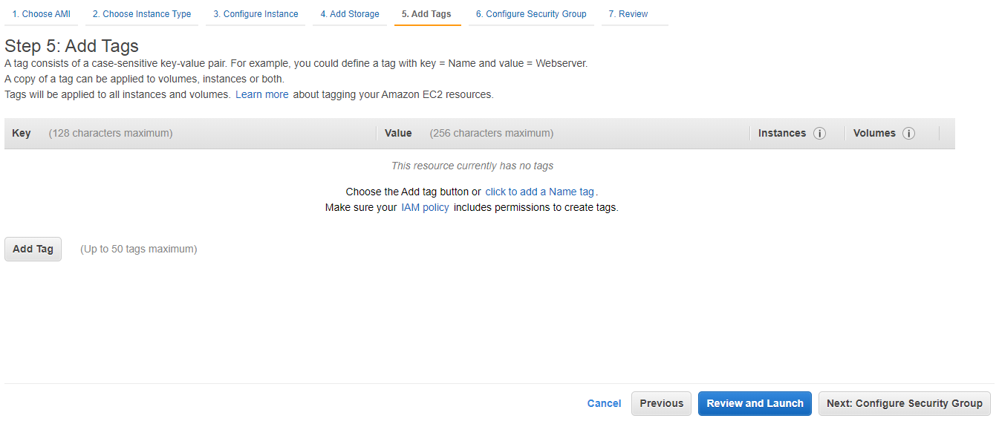 1. Choose AMI 2. Choose Instance Type 3. Configure Instance 4. Add Storage 5. Add Tags 6. Configure Security Group 7. Review
Step 5: Add Tags
A tag consists of a case-sensitive key-value pair. For example, you could define a tag with key = Name and value = Webserver.
A copy of a tag can be applied to volumes, instances or both.
Tags will be applied to all instances and volumes. Learn more about tagging your Amazon EC2 resources.
Key (128 characters maximum) Value (256 characters maximum) Instances i Volumes i
This resource currently has no tags
Choose the Add tag button or click to add a Name tag.
Make sure your IAM policy includes permissions to create tags.
Add Tag (Up to 50 tags maximum)
Cancel Previous Review and Launch Next: Configure Security Group